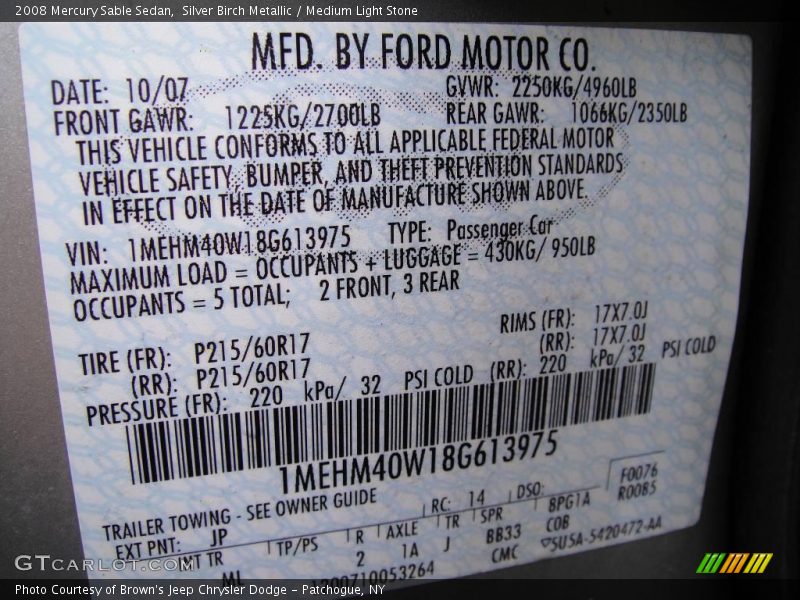 2008 Mercury Sable Sedan, Silver Birch Metallic / Medium Light Stone
MFD. BY FORD MOTOR CO.
DATE: 10/07 GVWR: 2250KG/4960LB
FRONT GAWR: 1225KG/2700LB REAR GAWR: 1066KG/2350LB
THIS VEHICLE CONFORMS TO ALL APPLICABLE FEDERAL MOTOR
VEHICLE SAFETY, BUMPER, AND THEFT PREVENTION STANDARDS
IN EFFECT ON THE DATE OF MANUFACTURE SHOWN ABOVE.
VIN: 1MEHM40W18G613975 TYPE: Passenger Car
MAXIMUM LOAD = OCCUPANTS + LUGGAGE = 430KG/ 950LB
OCCUPANTS = 5 TOTAL; 2 FRONT, 3 REAR
TIRE (FR): P215/60R17 RIMS (FR): 17X7.0J
(RR): P215/60R17 (RR): 17X7.0J
PRESSURE (FR): 220 kPa/ 32 PSI COLD (RR): 220 kPa/ 32 PSI COLD
1MEHM40W18G613975
TRAILER TOWING - SEE OWNER GUIDE RC: 14 DSO: F0076
EXT PNT: JP R AXLE TR SPR BPG1A R0085
INT TR TP/PS 2 1A J BB33 COB
ML 1200710053264 CMC 5U5A-5420472-AA
GTCarLot.com
Photo Courtesy of Brown's Jeep Chrysler Dodge - Patchogue, NY